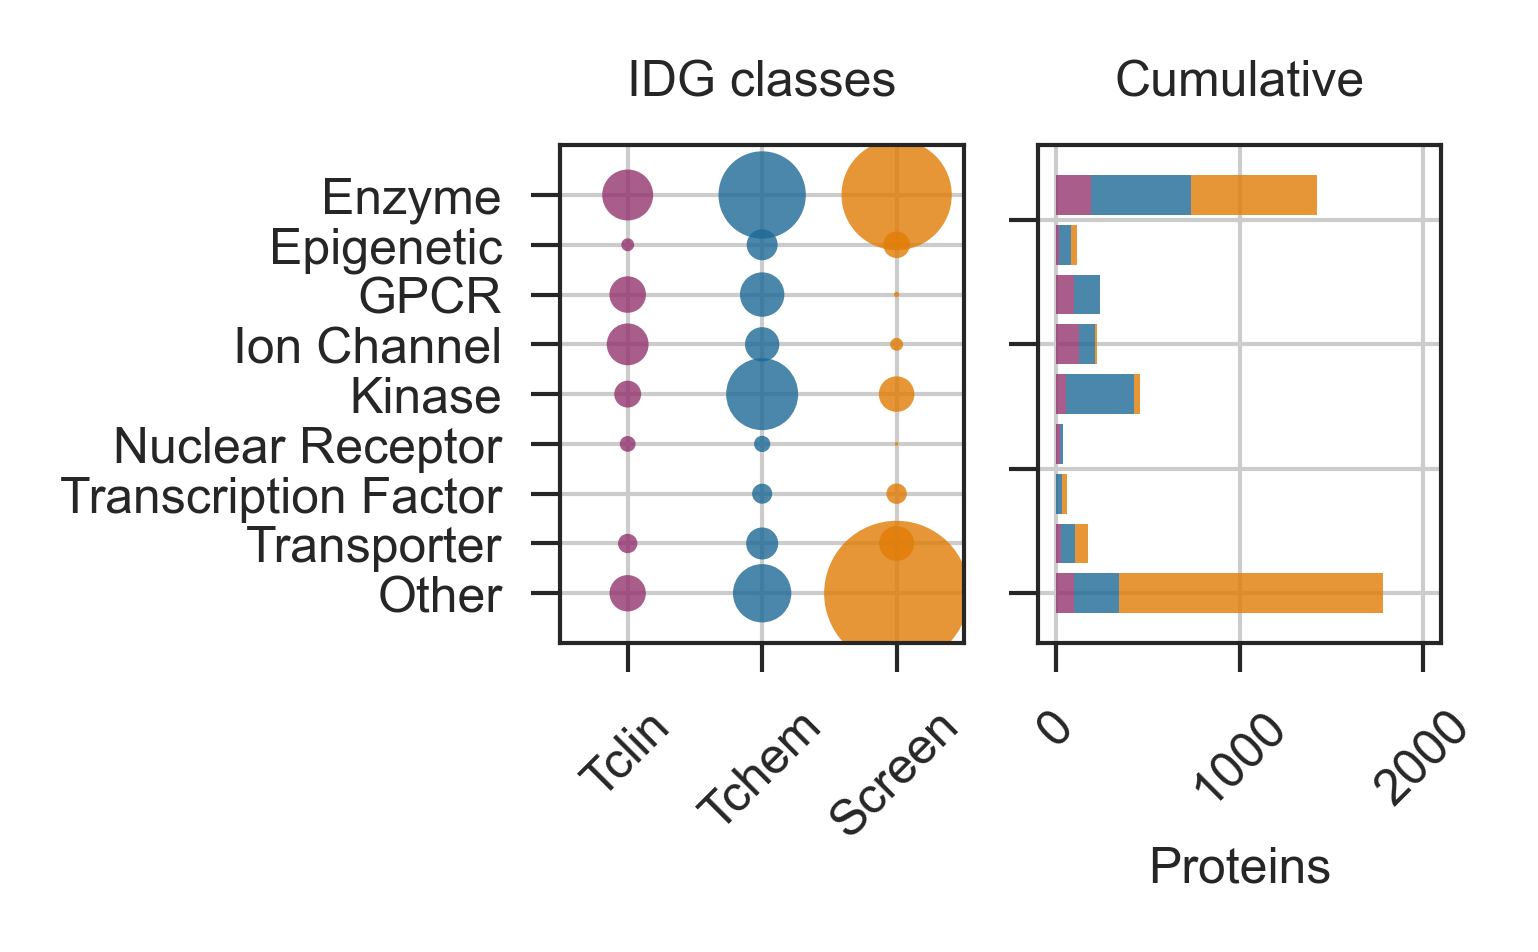 IDG classes
Cumulative
Enzyme
Epigenetic
GPCR
Ion Channel
Kinase
Nuclear Receptor
Transcription Factor
Transporter
Other
Tclin
Tchem
Screen
0
1000
2000
Proteins